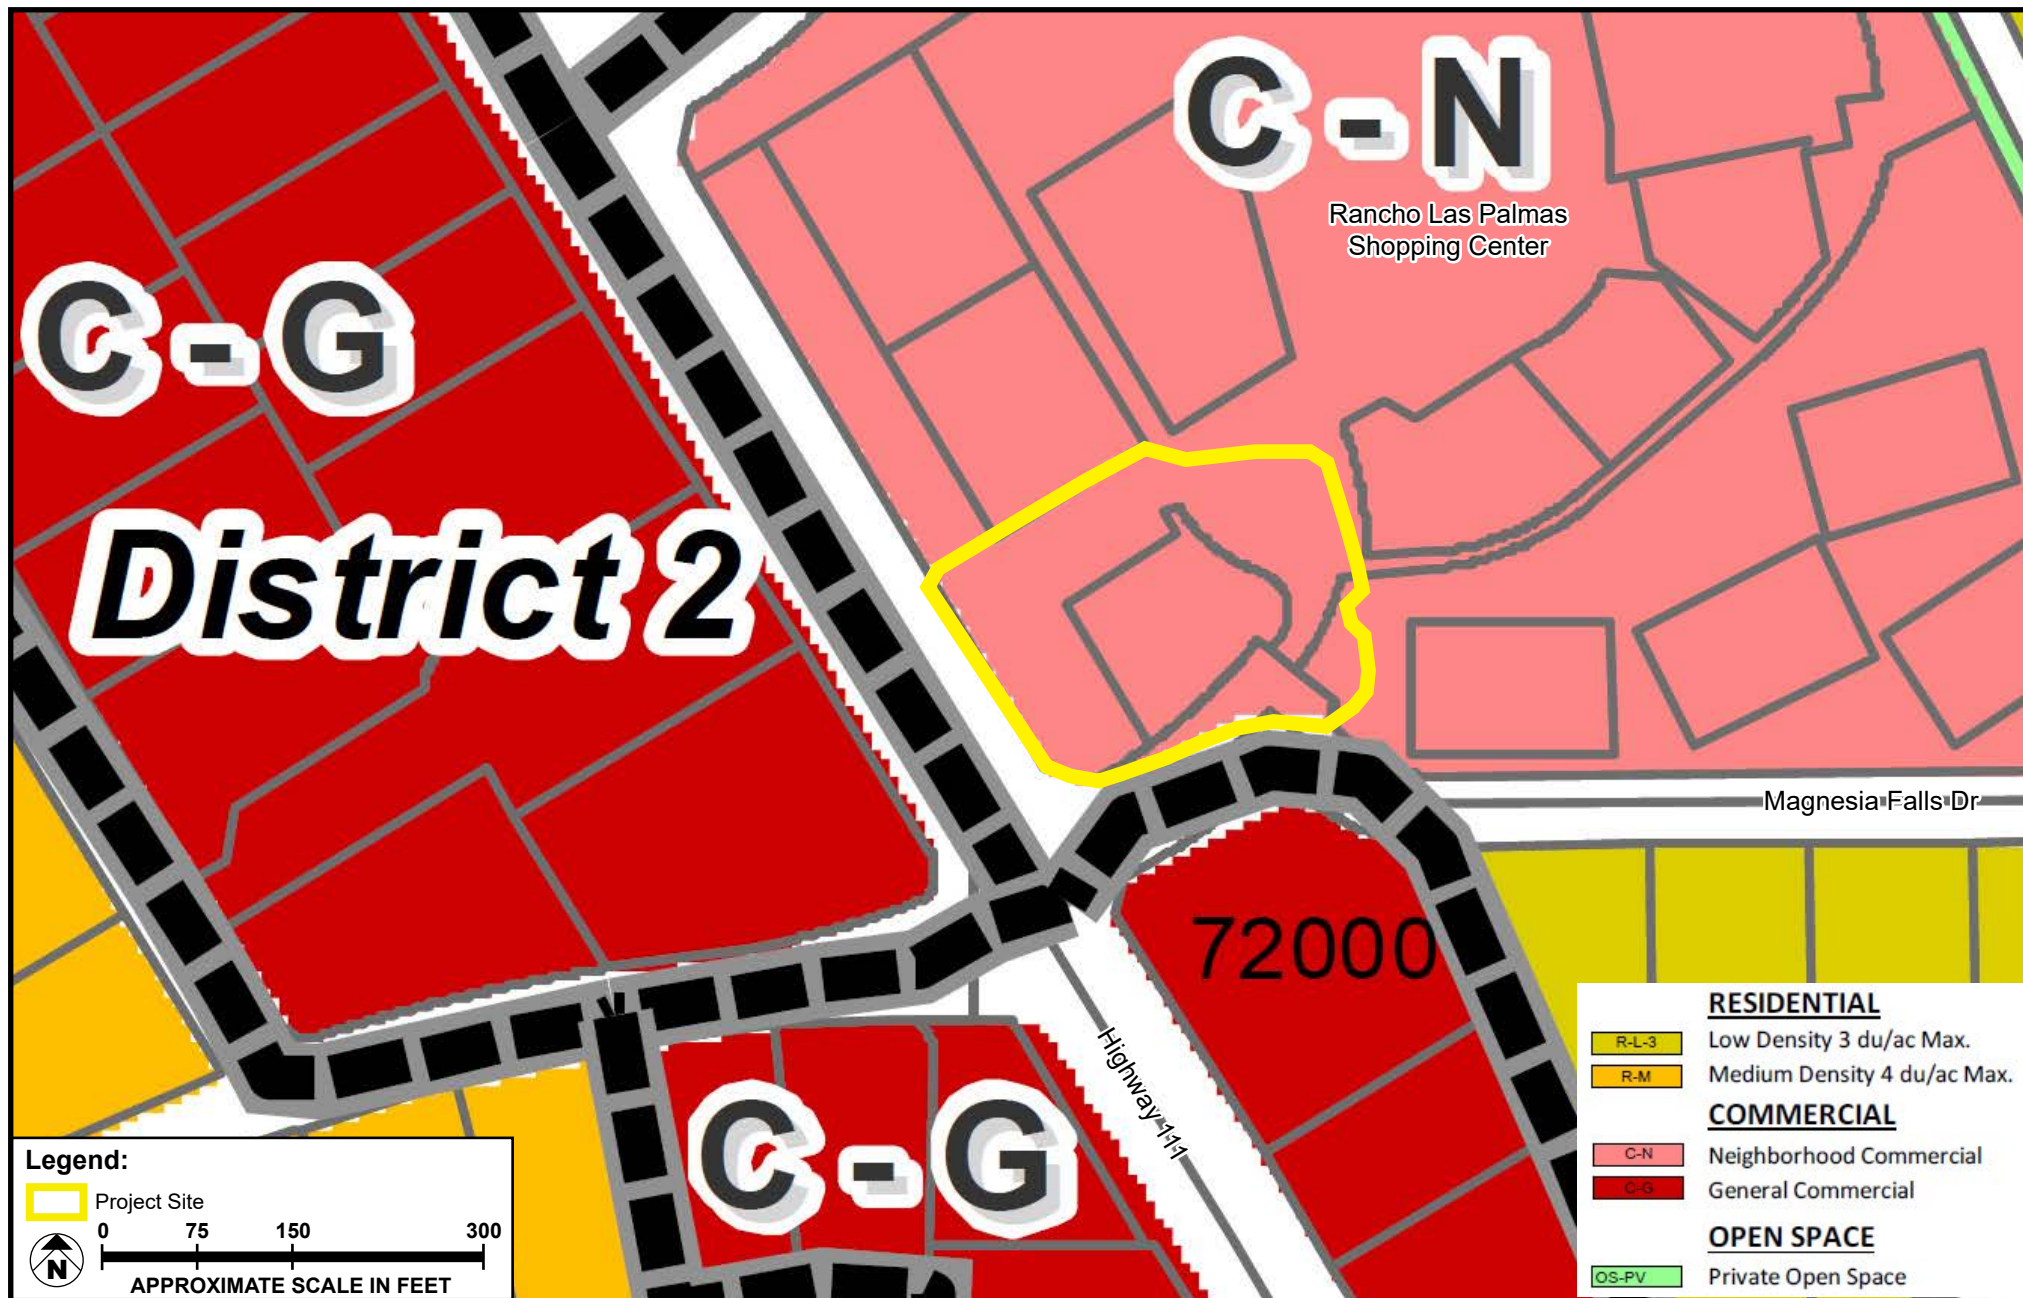 C - N
Rancho Las Palmas
Shopping Center
C - G
District 2
Magnesia Falls Dr
72000
Highway 111
C - G
RESIDENTIAL
R-L-3 Low Density 3 du/ac Max.
R-M Medium Density 4 du/ac Max.
COMMERCIAL
C-N Neighborhood Commercial
C-G General Commercial
OPEN SPACE
OS-PV Private Open Space
Legend:
Project Site
0 75 150 300
N
APPROXIMATE SCALE IN FEET